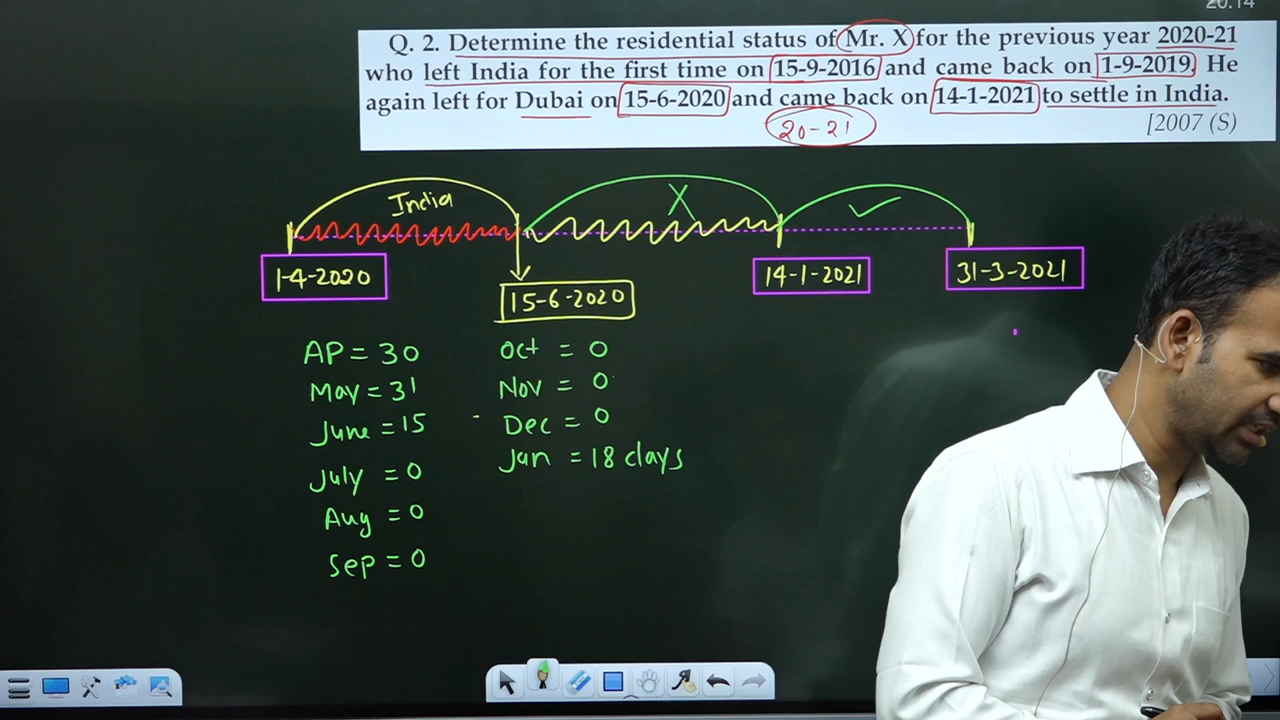 20:14
Q. 2. Determine the residential status of Mr. X for the previous year 2020-21
who left India for the first time on 15-9-2016 and came back on 1-9-2019. He
again left for Dubai on 15-6-2020 and came back on 14-1-2021 to settle in India.
[2007 (S)
20-21
India
X
1-4-2020
15-6-2020
14-1-2021
31-3-2021
AP = 30
May = 31
June = 15
July = 0
Aug = 0
Sep = 0
Oct = 0
Nov = 0
Dec = 0
Jan = 18 days